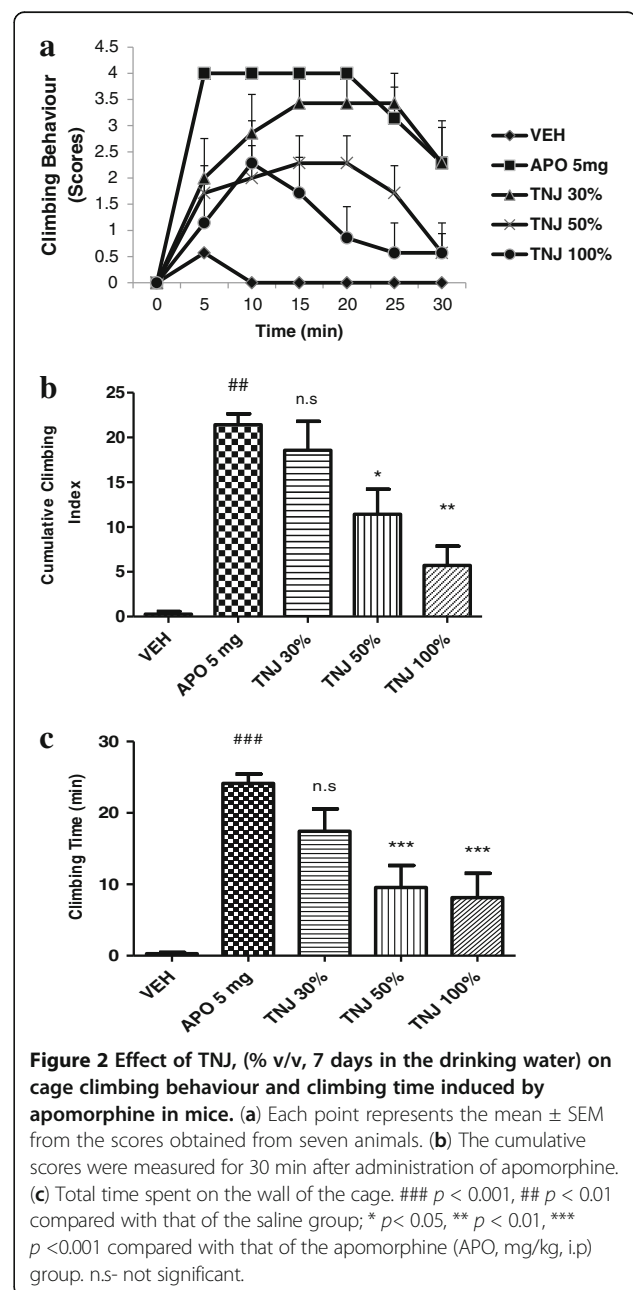 a
Climbing Behaviour
(Scores)
4.5
4
3.5
3
2.5
2
1.5
1
0.5
0
0 5 10 15 20 25 30
Time (min)
VEH
APO 5mg
TNJ 30%
TNJ 50%
TNJ 100%
b
Cumulative Climbing
Index
25
20
15
10
5
0
##
n.s
*
**
VEH
APO 5 mg
TNJ 30%
TNJ 50%
TNJ 100%
c
Climbing Time (min)
30
20
10
0
###
n.s
***
***
VEH
APO 5 mg
TNJ 30%
TNJ 50%
TNJ 100%
Figure 2 Effect of TNJ, (% v/v, 7 days in the drinking water) on
cage climbing behaviour and climbing time induced by
apomorphine in mice. (a) Each point represents the mean ± SEM
from the scores obtained from seven animals. (b) The cumulative
scores were measured for 30 min after administration of apomorphine.
(c) Total time spent on the wall of the cage. ### p < 0.001, ## p < 0.01
compared with that of the saline group; * p< 0.05, ** p < 0.01, ***
p <0.001 compared with that of the apomorphine (APO, mg/kg, i.p)
group. n.s- not significant.